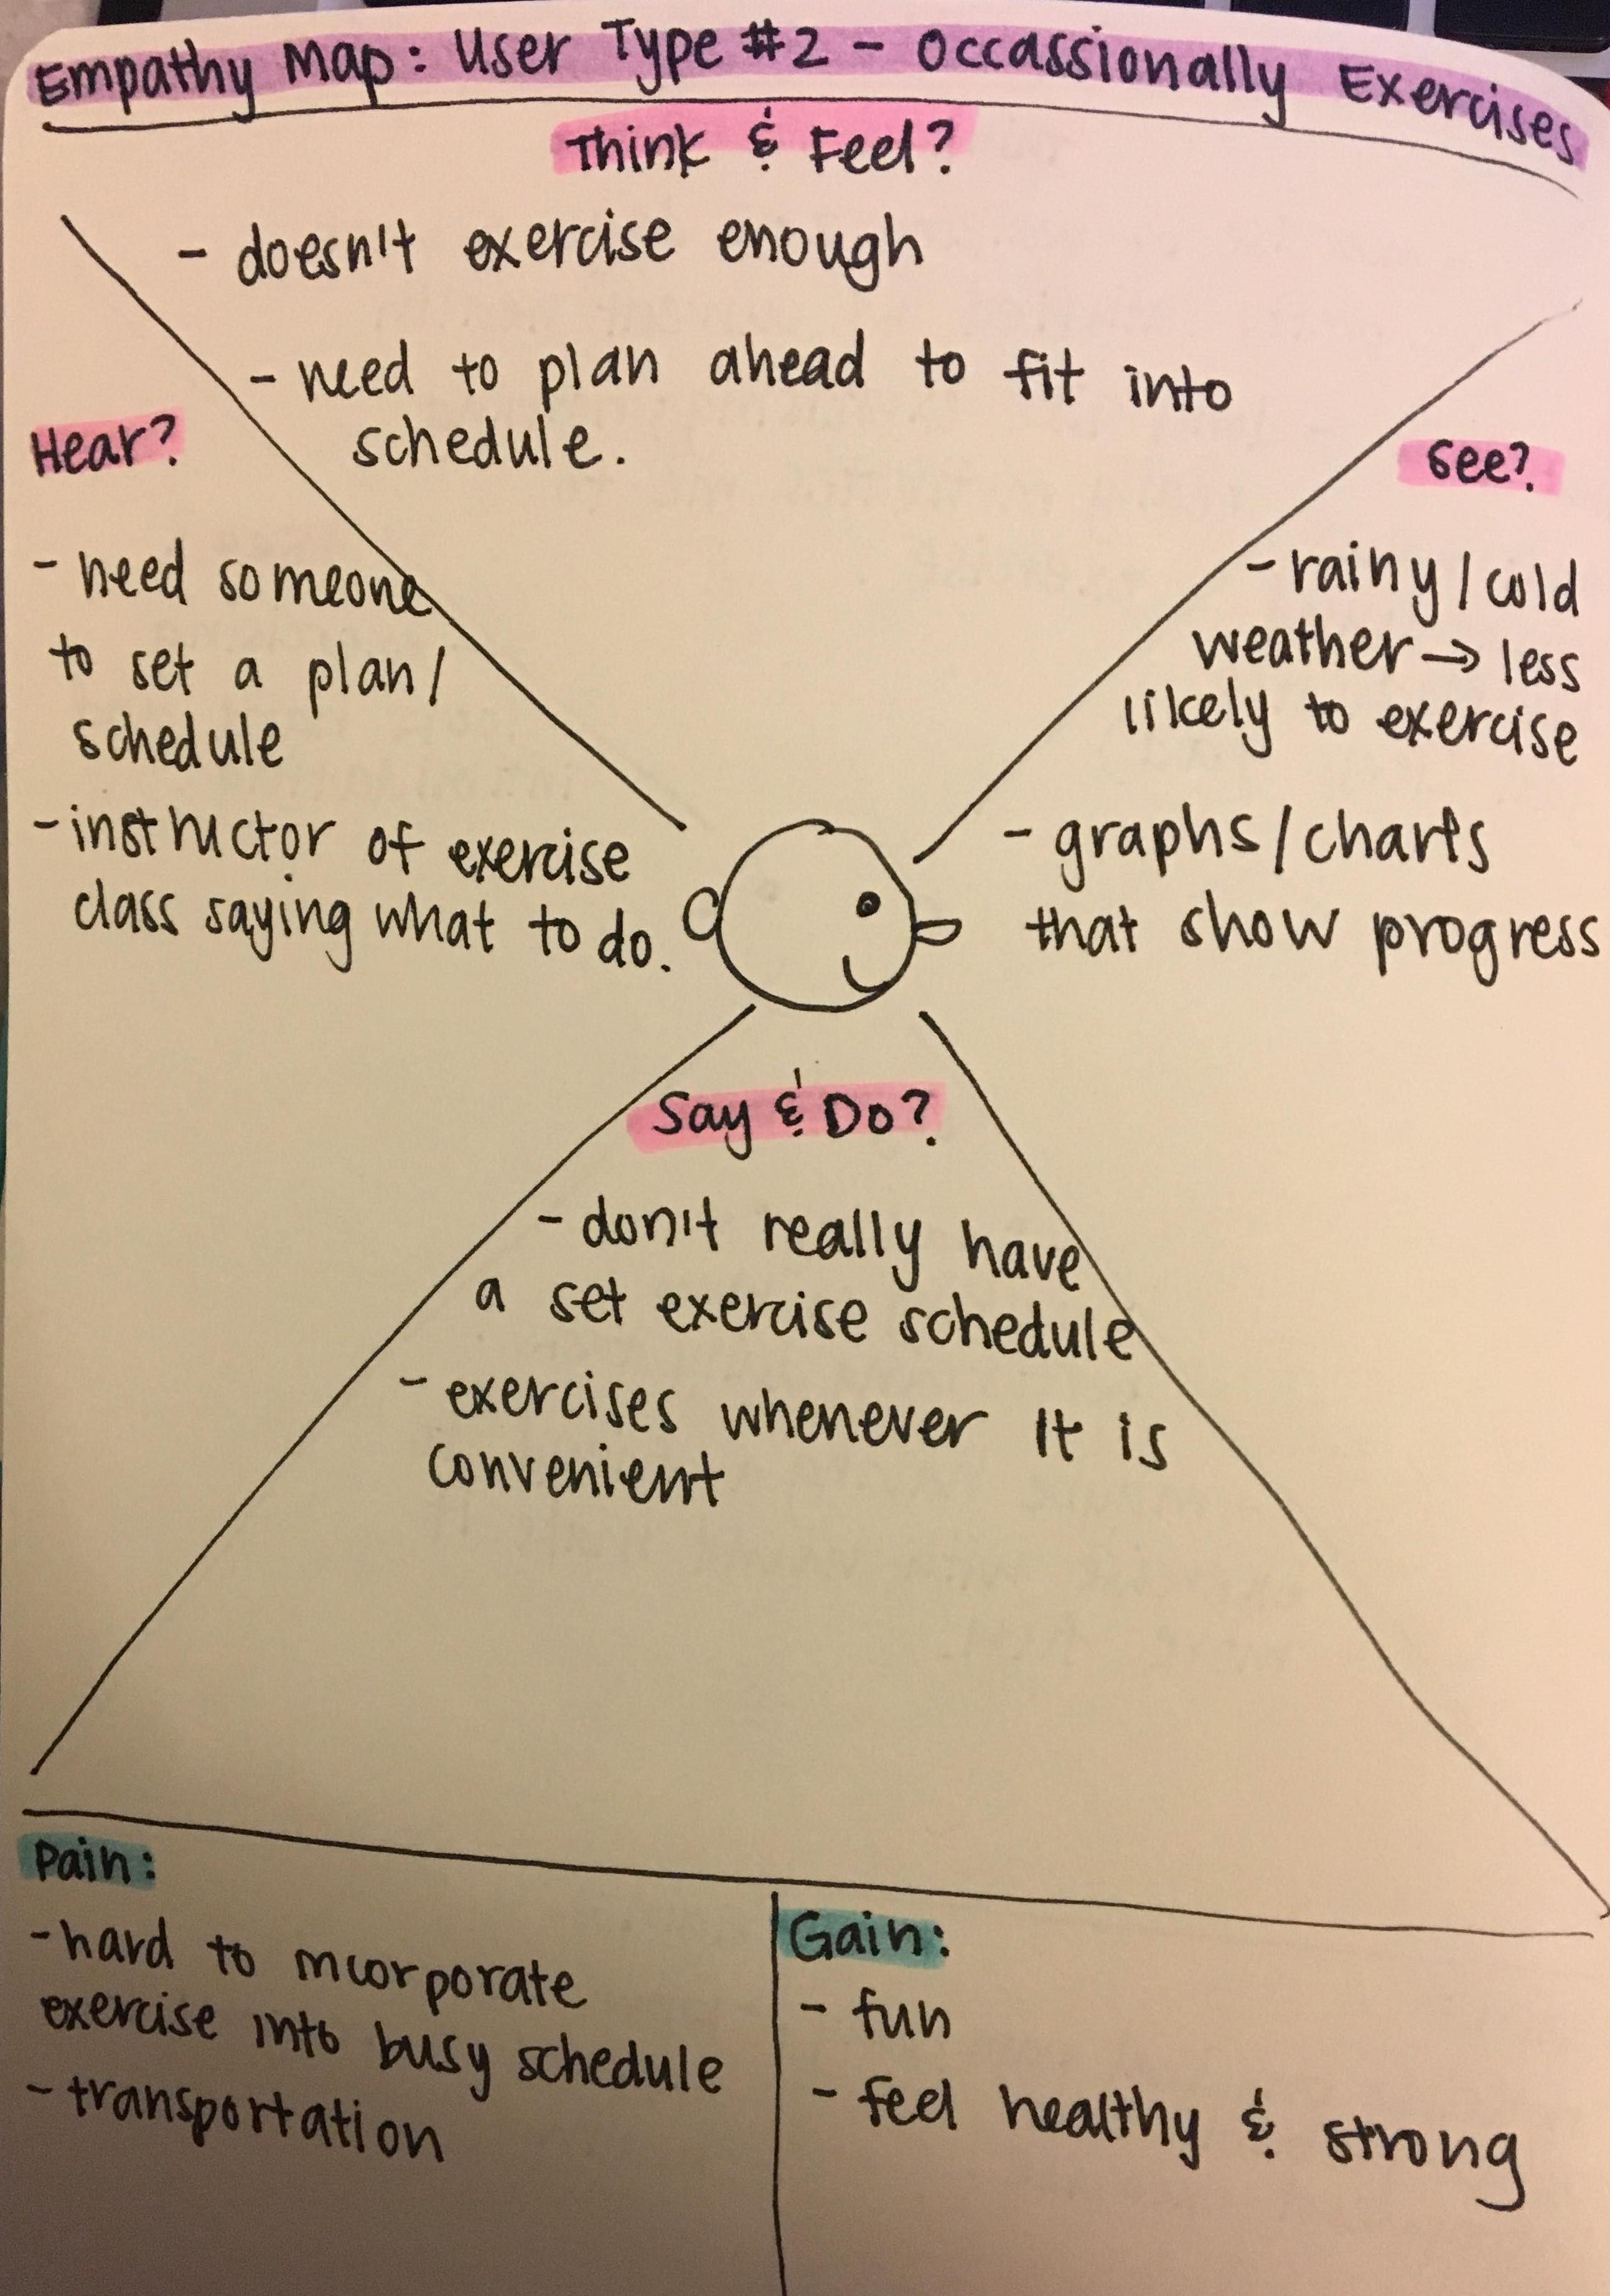 Empathy Map: User Type #2 - Occassionally Exercises
Think & Feel?
- doesn't exercise enough
- need to plan ahead to fit into
schedule.
Hear?
- need someone
to set a plan/
schedule
- instructor of exercise
class saying what to do.
See?
- rainy/cold
weather → less
likely to exercise
- graphs/charts
that show progress
Say & Do?
- don't really have
a set exercise schedule
- exercises whenever it is
convenient
Pain:
- hard to incorporate
exercise into busy schedule
- transportation
Gain:
- fun
- feel healthy & strong